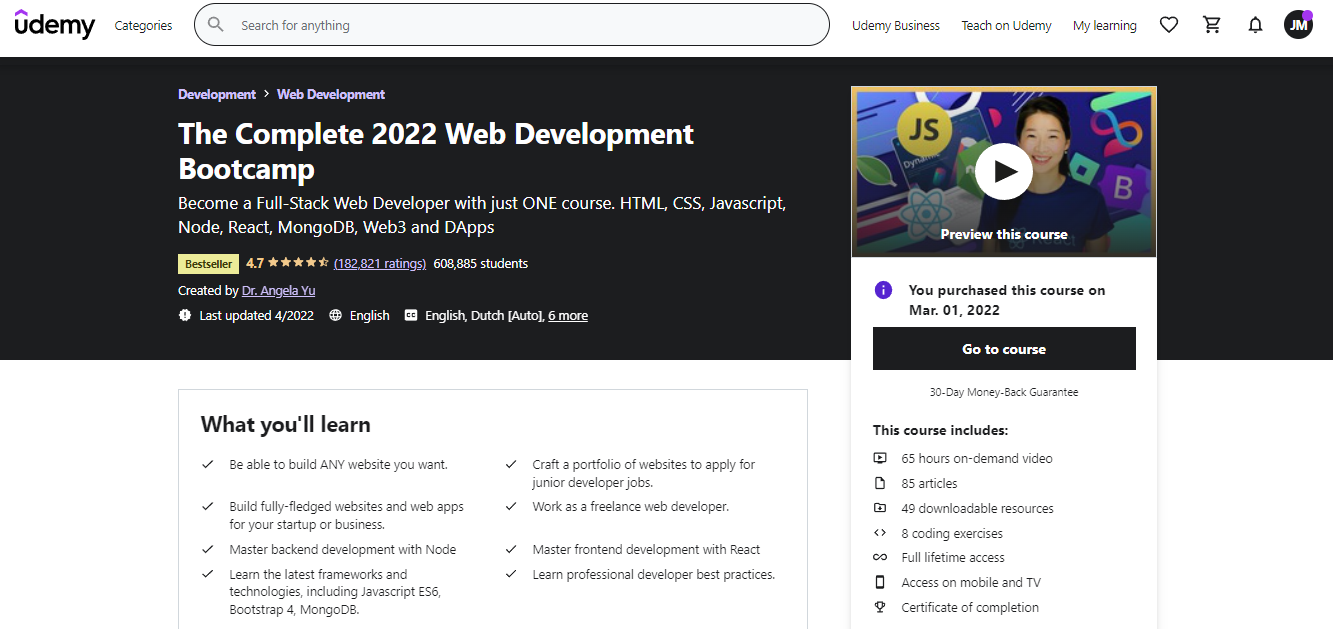 udemy
Categories
Search for anything
Udemy Business
Teach on Udemy
My learning
JM
Development > Web Development
The Complete 2022 Web Development
Bootcamp
Become a Full-Stack Web Developer with just ONE course. HTML, CSS, Javascript,
Node, React, MongoDB, Web3 and DApps
Bestseller 4.7 (182,821 ratings) 608,885 students
Created by Dr. Angela Yu
Last updated 4/2022 English CC English, Dutch [Auto], 6 more
JS
B
Preview this course
You purchased this course on
Mar. 01, 2022
Go to course
30-Day Money-Back Guarantee
This course includes:
65 hours on-demand video
85 articles
49 downloadable resources
8 coding exercises
Full lifetime access
Access on mobile and TV
Certificate of completion
What you'll learn
Be able to build ANY website you want.
Craft a portfolio of websites to apply for
junior developer jobs.
Build fully-fledged websites and web apps
for your startup or business.
Work as a freelance web developer.
Master backend development with Node
Master frontend development with React
Learn the latest frameworks and
technologies, including Javascript ES6,
Bootstrap 4, MongoDB.
Learn professional developer best practices.